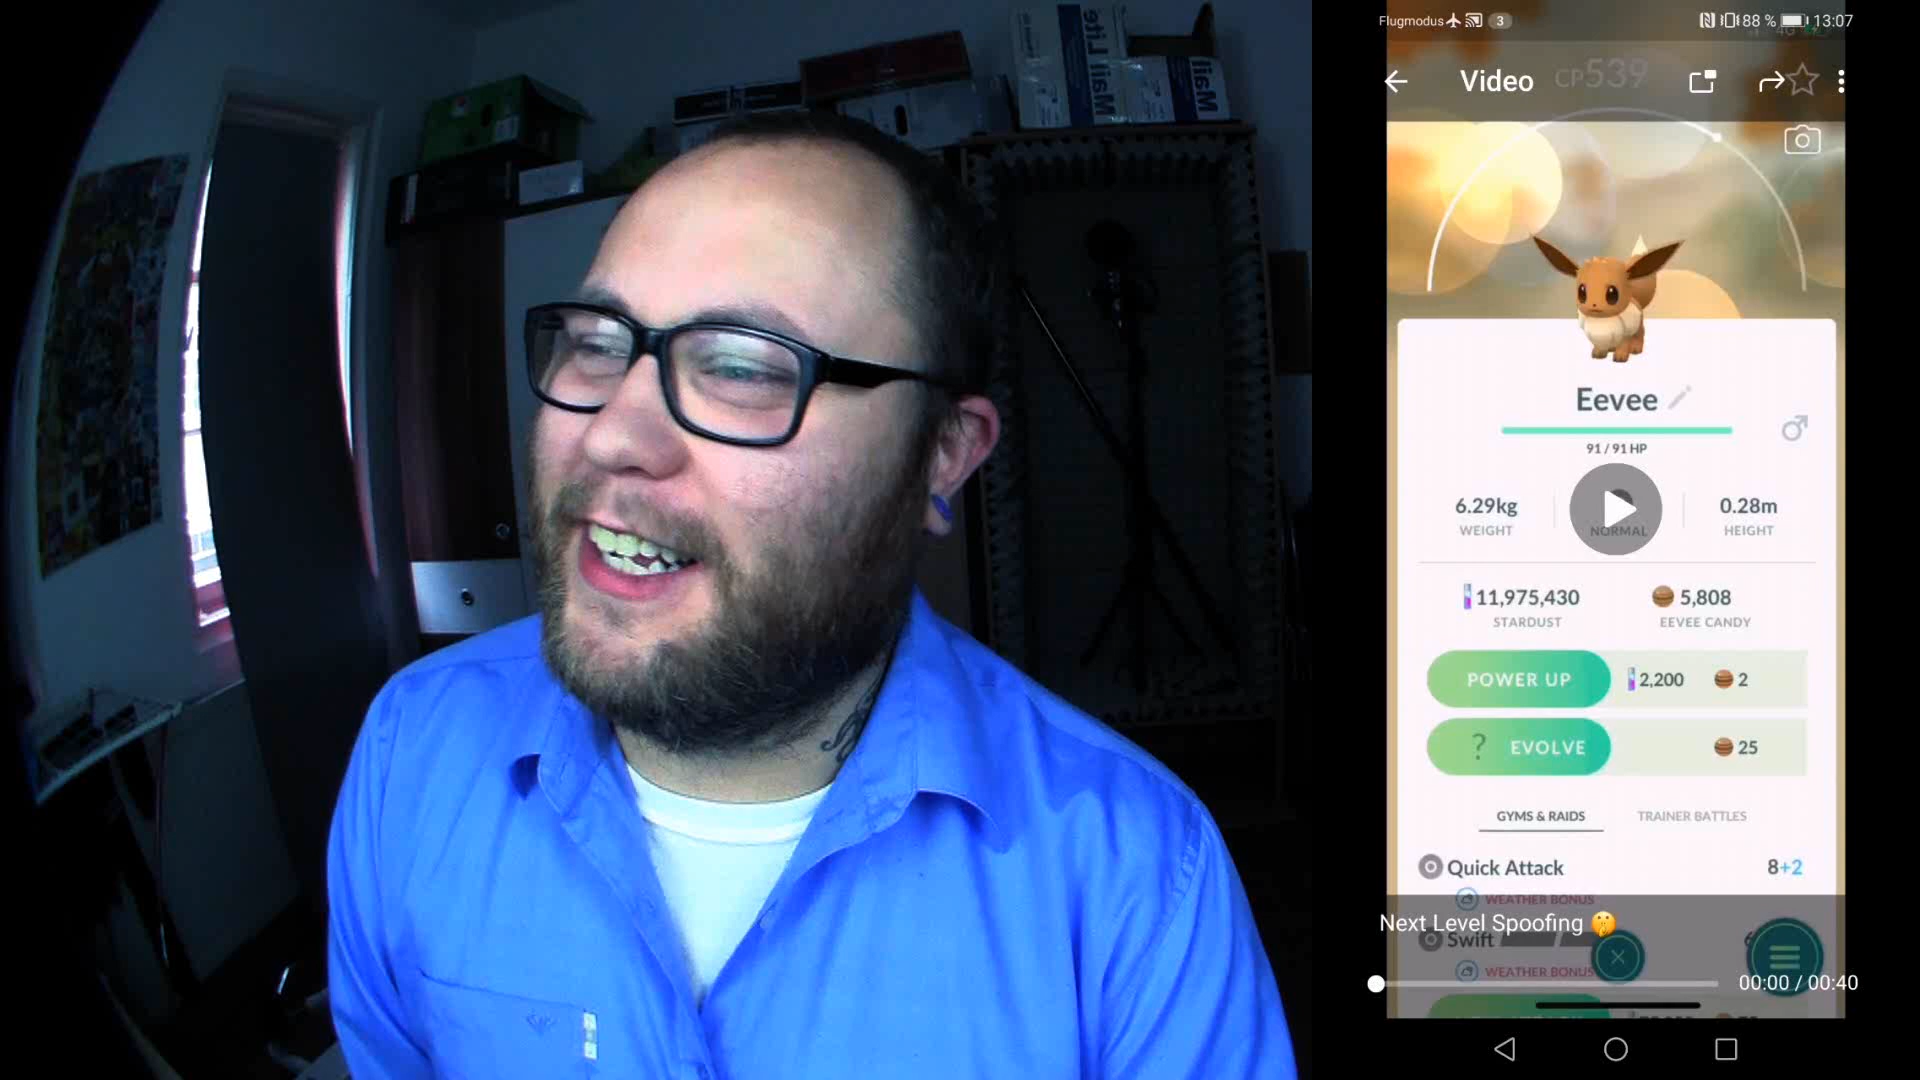 Flugmodus 3 88 % 13:07
4G
Video CP539
Eevee
91 / 91 HP
6.29kg 0.28m
WEIGHT NORMAL HEIGHT
11,975,430 5,808
STARDUST EEVEE CANDY
POWER UP 2,200 2
? EVOLVE 25
GYMS & RAIDS TRAINER BATTLES
Quick Attack 8+2
WEATHER BONUS
Next Level Spoofing 🤫
Swift
WEATHER BONUS
00:00 / 00:40
Mail Lite
Mail